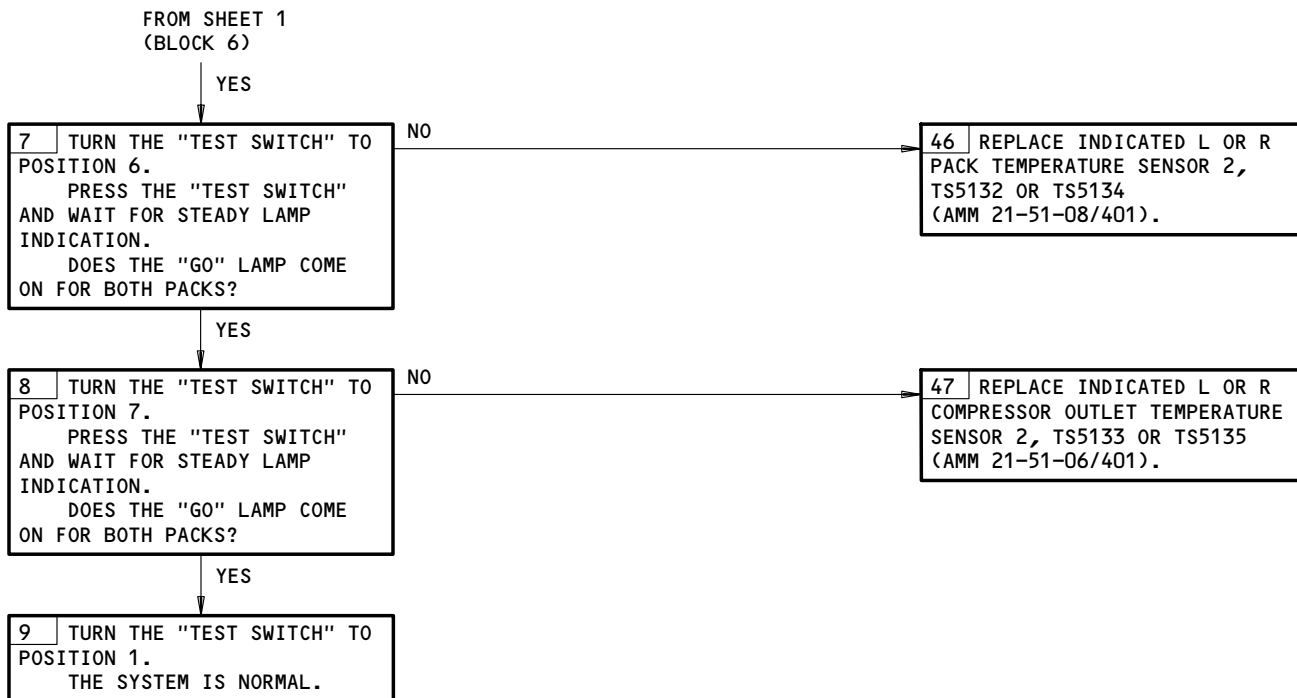 FROM SHEET 1
(BLOCK 6)
YES
7 TURN THE "TEST SWITCH" TO
POSITION 6.
PRESS THE "TEST SWITCH"
AND WAIT FOR STEADY LAMP
INDICATION.
DOES THE "GO" LAMP COME
ON FOR BOTH PACKS?
NO
46 REPLACE INDICATED L OR R
PACK TEMPERATURE SENSOR 2,
TS5132 OR TS5134
(AMM 21-51-08/401).
YES
8 TURN THE "TEST SWITCH" TO
POSITION 7.
PRESS THE "TEST SWITCH"
AND WAIT FOR STEADY LAMP
INDICATION.
DOES THE "GO" LAMP COME
ON FOR BOTH PACKS?
NO
47 REPLACE INDICATED L OR R
COMPRESSOR OUTLET TEMPERATURE
SENSOR 2, TS5133 OR TS5135
(AMM 21-51-06/401).
YES
9 TURN THE "TEST SWITCH" TO
POSITION 1.
THE SYSTEM IS NORMAL.